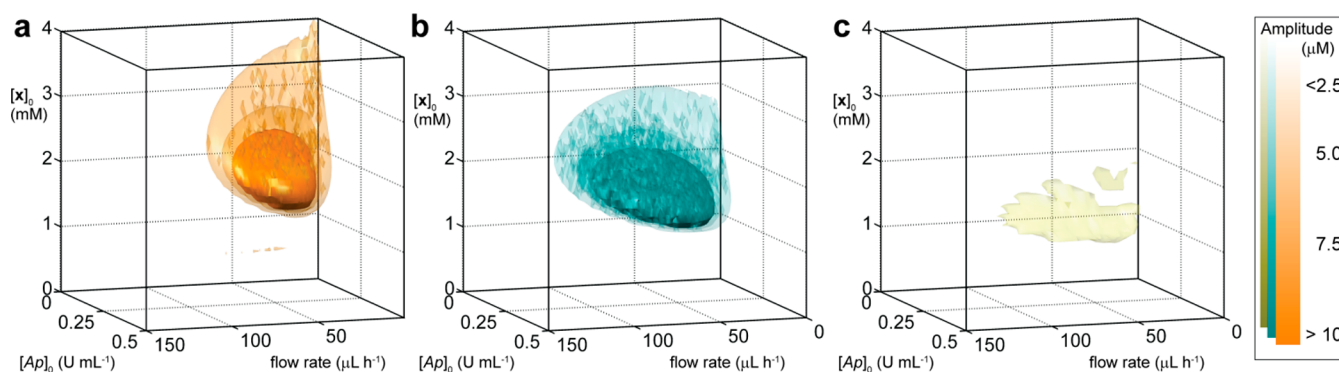 a
4
3
2
1
0
[x]₀
(mM)
0
0.25
0.5
[Ap]₀ (U mL⁻¹)
150
100
50
flow rate (μL h⁻¹)
b
4
3
2
1
0
[x]₀
(mM)
0
0.25
0.5
[Ap]₀ (U mL⁻¹)
150
100
50
0
flow rate (μL h⁻¹)
c
4
3
2
1
0
[x]₀
(mM)
0
0.25
0.5
[Ap]₀ (U mL⁻¹)
150
100
50
0
flow rate (μL h⁻¹)
Amplitude
(μM)
<2.5
5.0
7.5
> 10